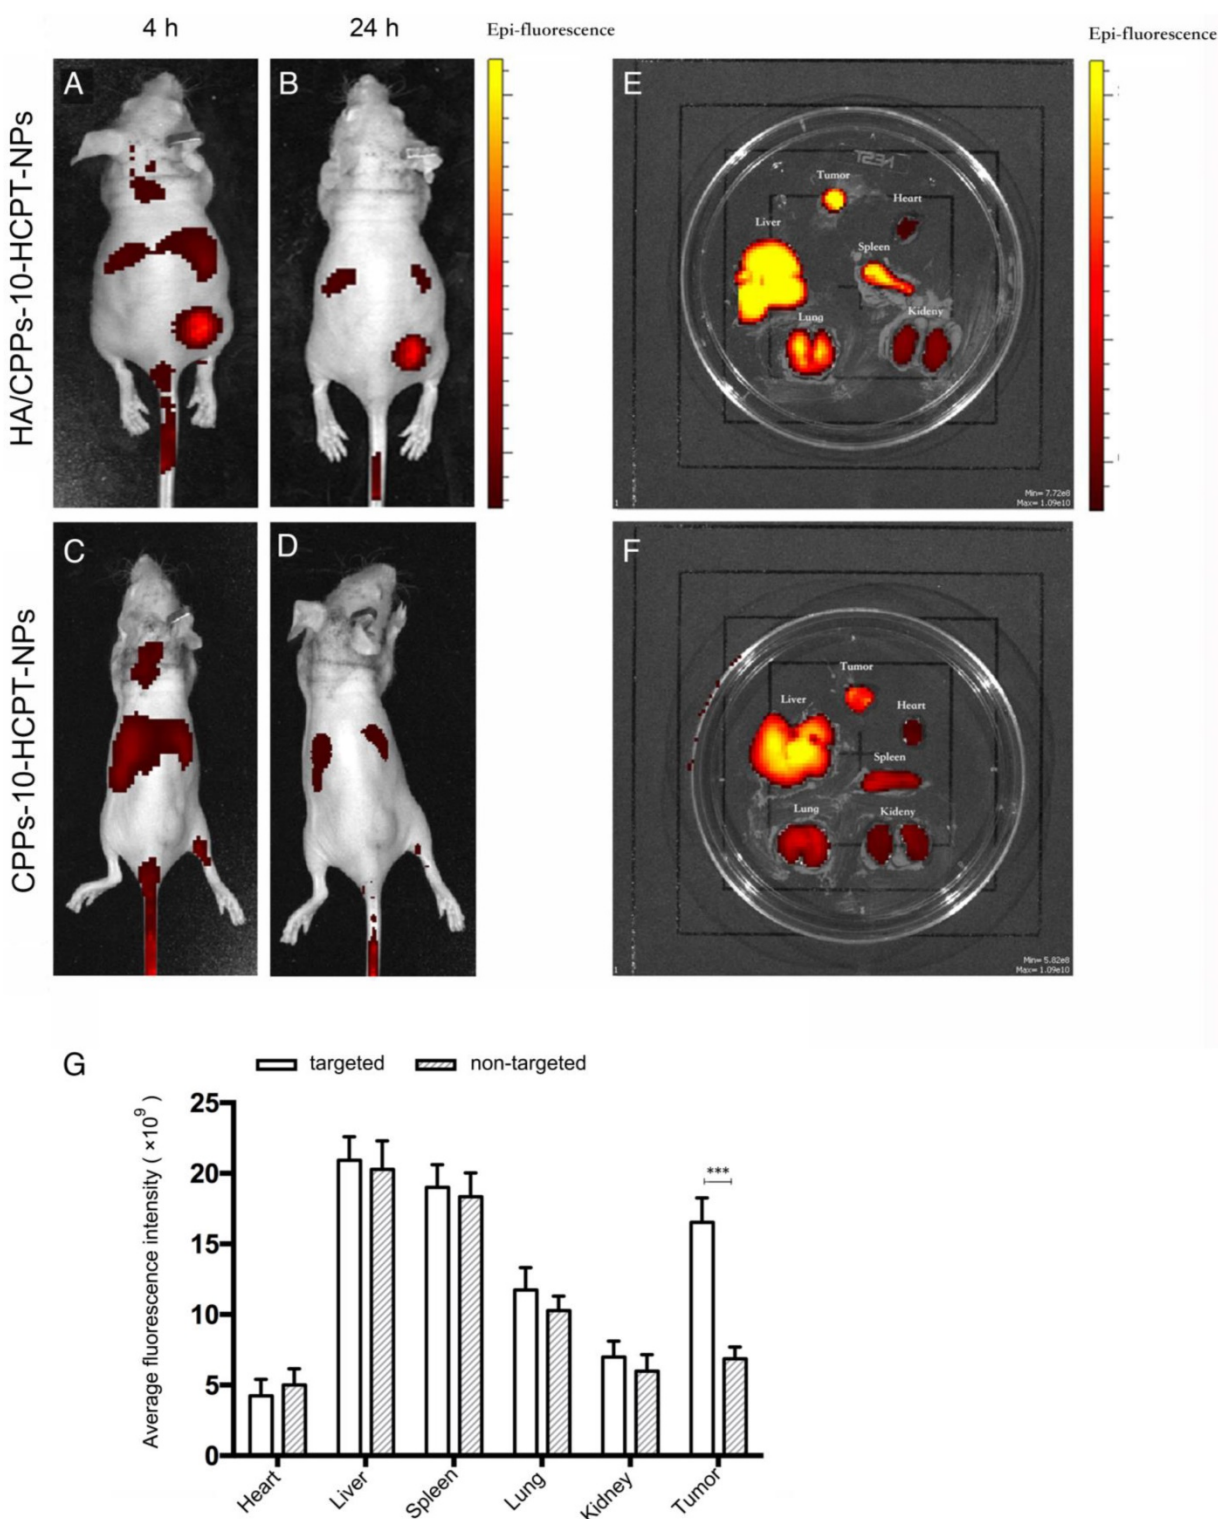 4 h
24 h
Epi-fluorescence
Epi-fluorescence
HA/CPPs-10-HCPT-NPs
A
B
E
NEST
Tumor
Heart
Liver
Spleen
Lung
Kideny
1
Min= 7.72e8
Max= 1.09e10
CPPs-10-HCPT-NPs
C
D
F
Tumor
Liver
Heart
Spleen
Lung
Kideny
1
Min= 5.82e8
Max= 1.09e10
G
targeted
non-targeted
Average fluorescence intensity ( ×10⁹ )
25
20
15
10
5
0
***
Heart
Liver
Spleen
Lung
Kidney
Tumor